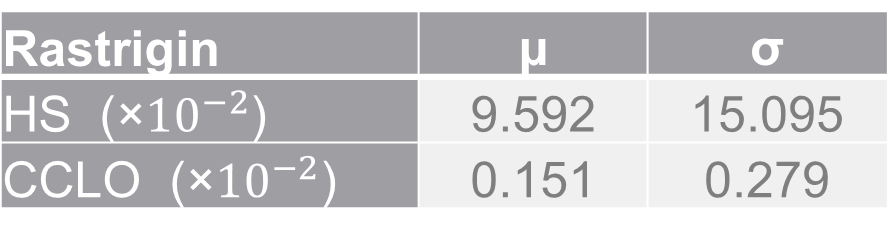 Rastrigin μ σ
HS (×10⁻²) 9.592 15.095
CCLO (×10⁻²) 0.151 0.279